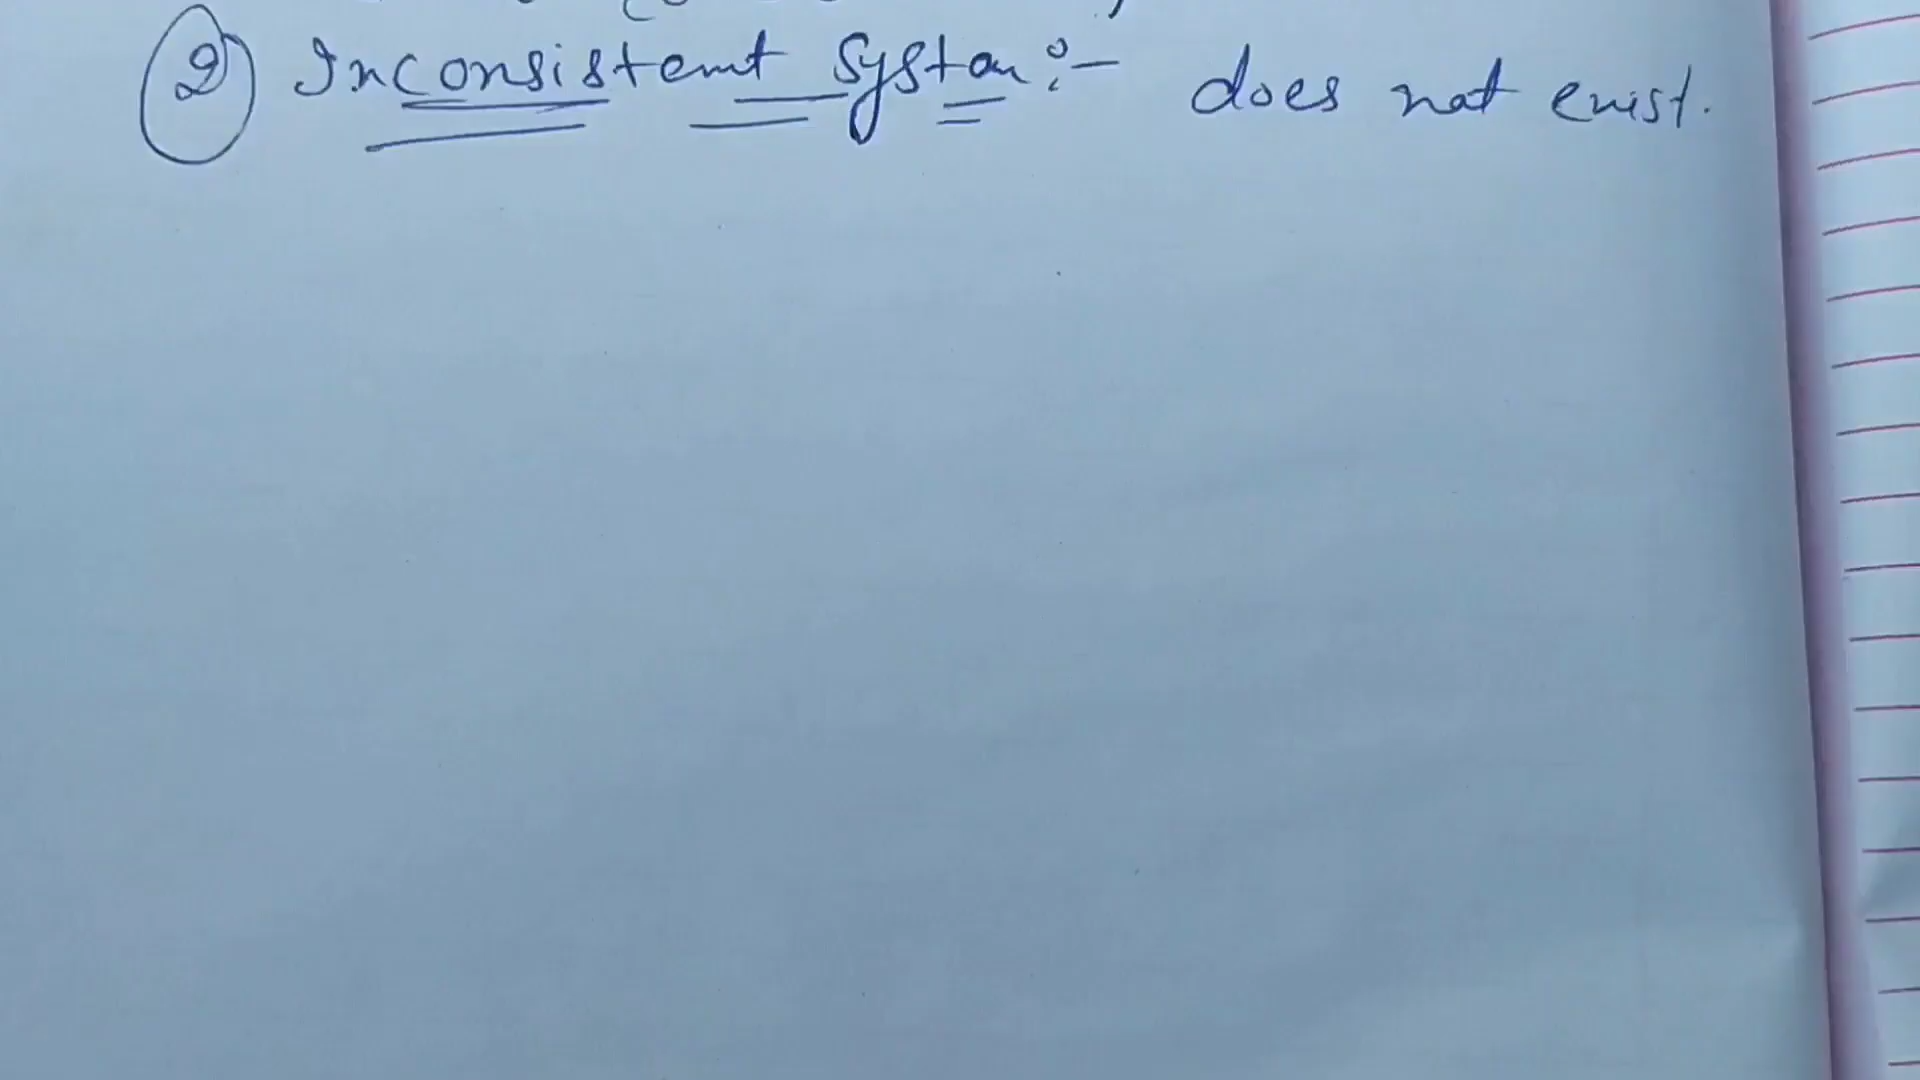 ② Inconsistent System :- does not exist.